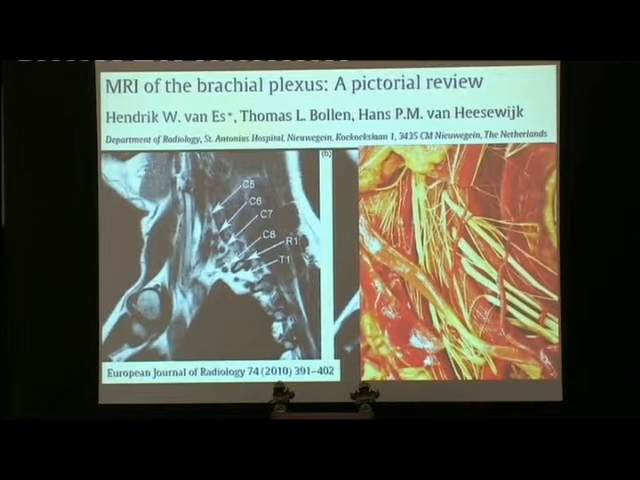 MRI of the brachial plexus: A pictorial review
Hendrik W. van Es*, Thomas L. Bollen, Hans P.M. van Heesewijk
Department of Radiology, St. Antonius Hospital, Nieuwegein, Koekoekslaan 1, 3435 CM Nieuwegein, The Netherlands
(b)
C5
C6
C7
C8
R1
T1
European Journal of Radiology 74 (2010) 391–402